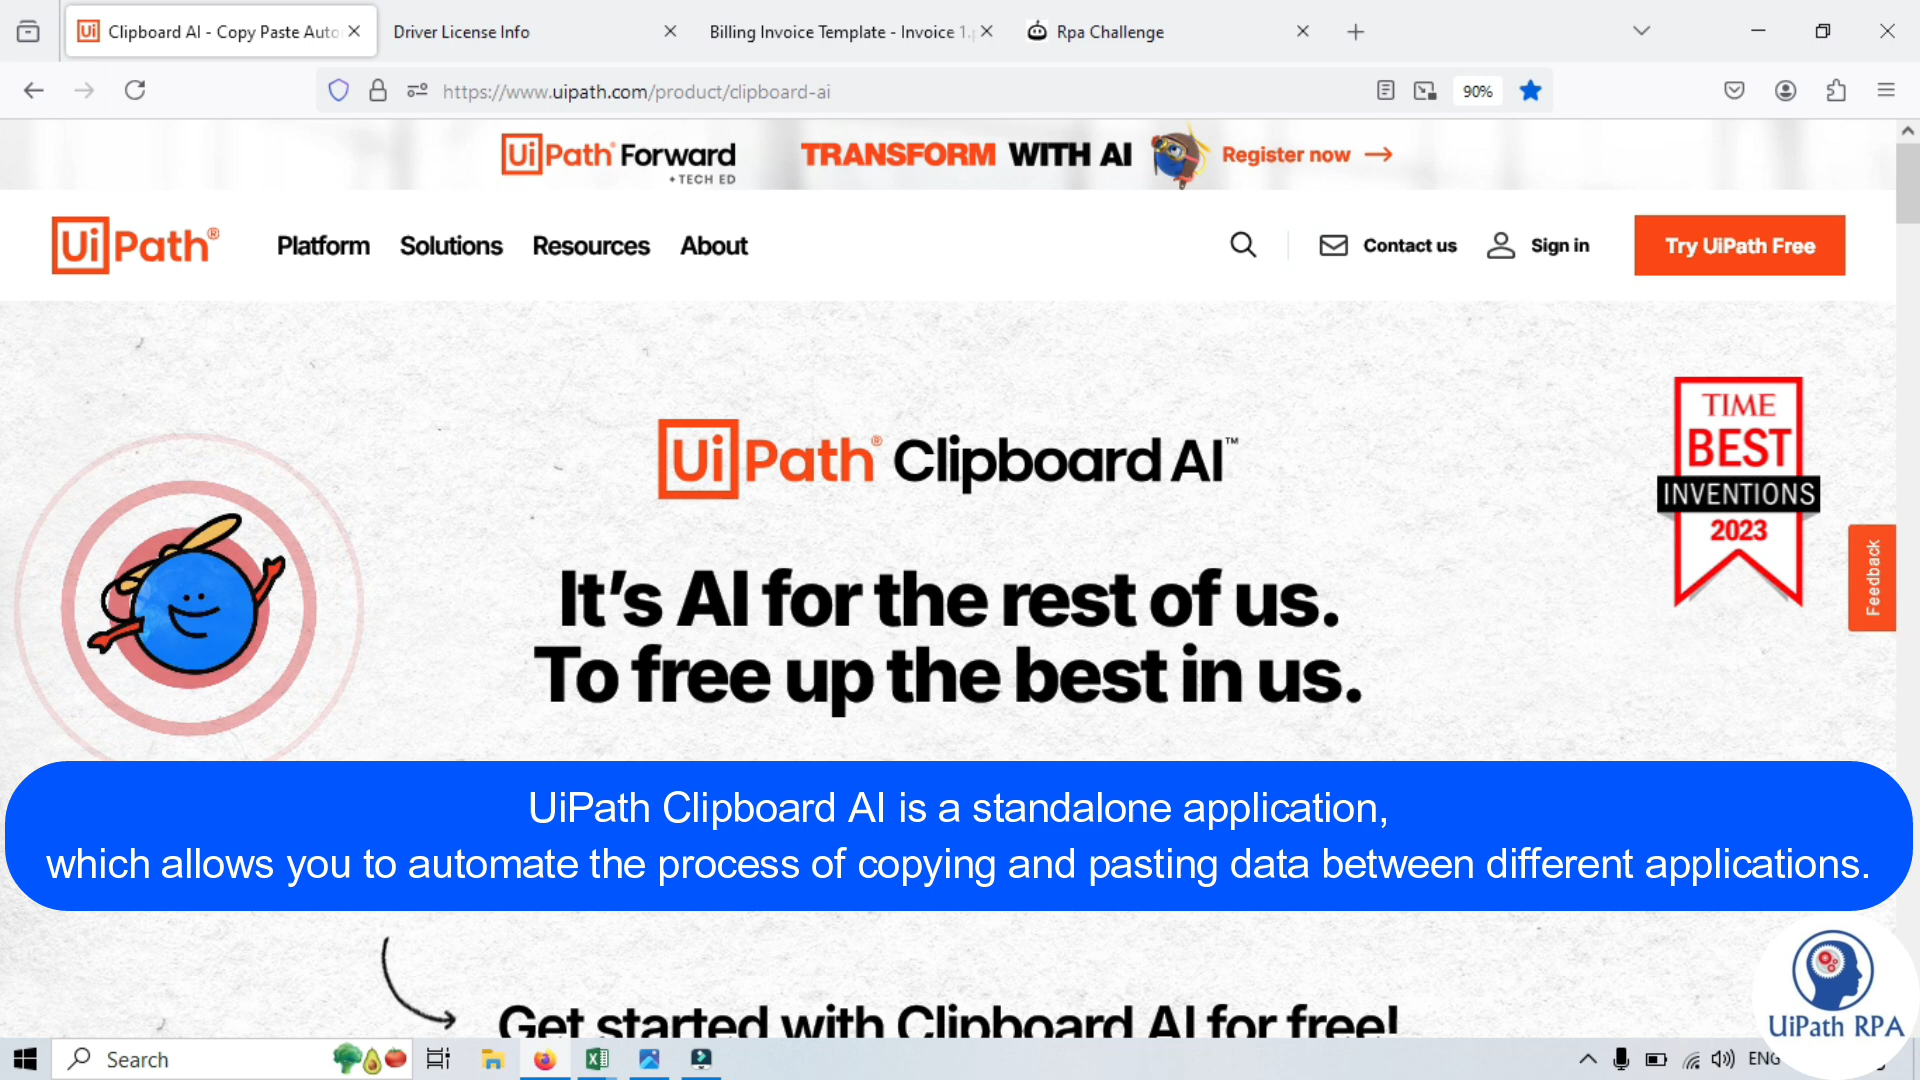 Clipboard AI - Copy Paste Auto
Driver License Info
Billing Invoice Template - Invoice 1.
Rpa Challenge
https://www.uipath.com/product/clipboard-ai
90%
UiPath Forward
+ TECH ED
TRANSFORM WITH AI
Register now
UiPath®
Platform
Solutions
Resources
About
Contact us
Sign in
Try UiPath Free
UiPath® Clipboard AI™
TIME
BEST
INVENTIONS
2023
Feedback
It's AI for the rest of us.
To free up the best in us.
UiPath Clipboard AI is a standalone application,
which allows you to automate the process of copying and pasting data between different applications.
Get started with Clipboard AI for free!
UiPath RPA
Search
ENG